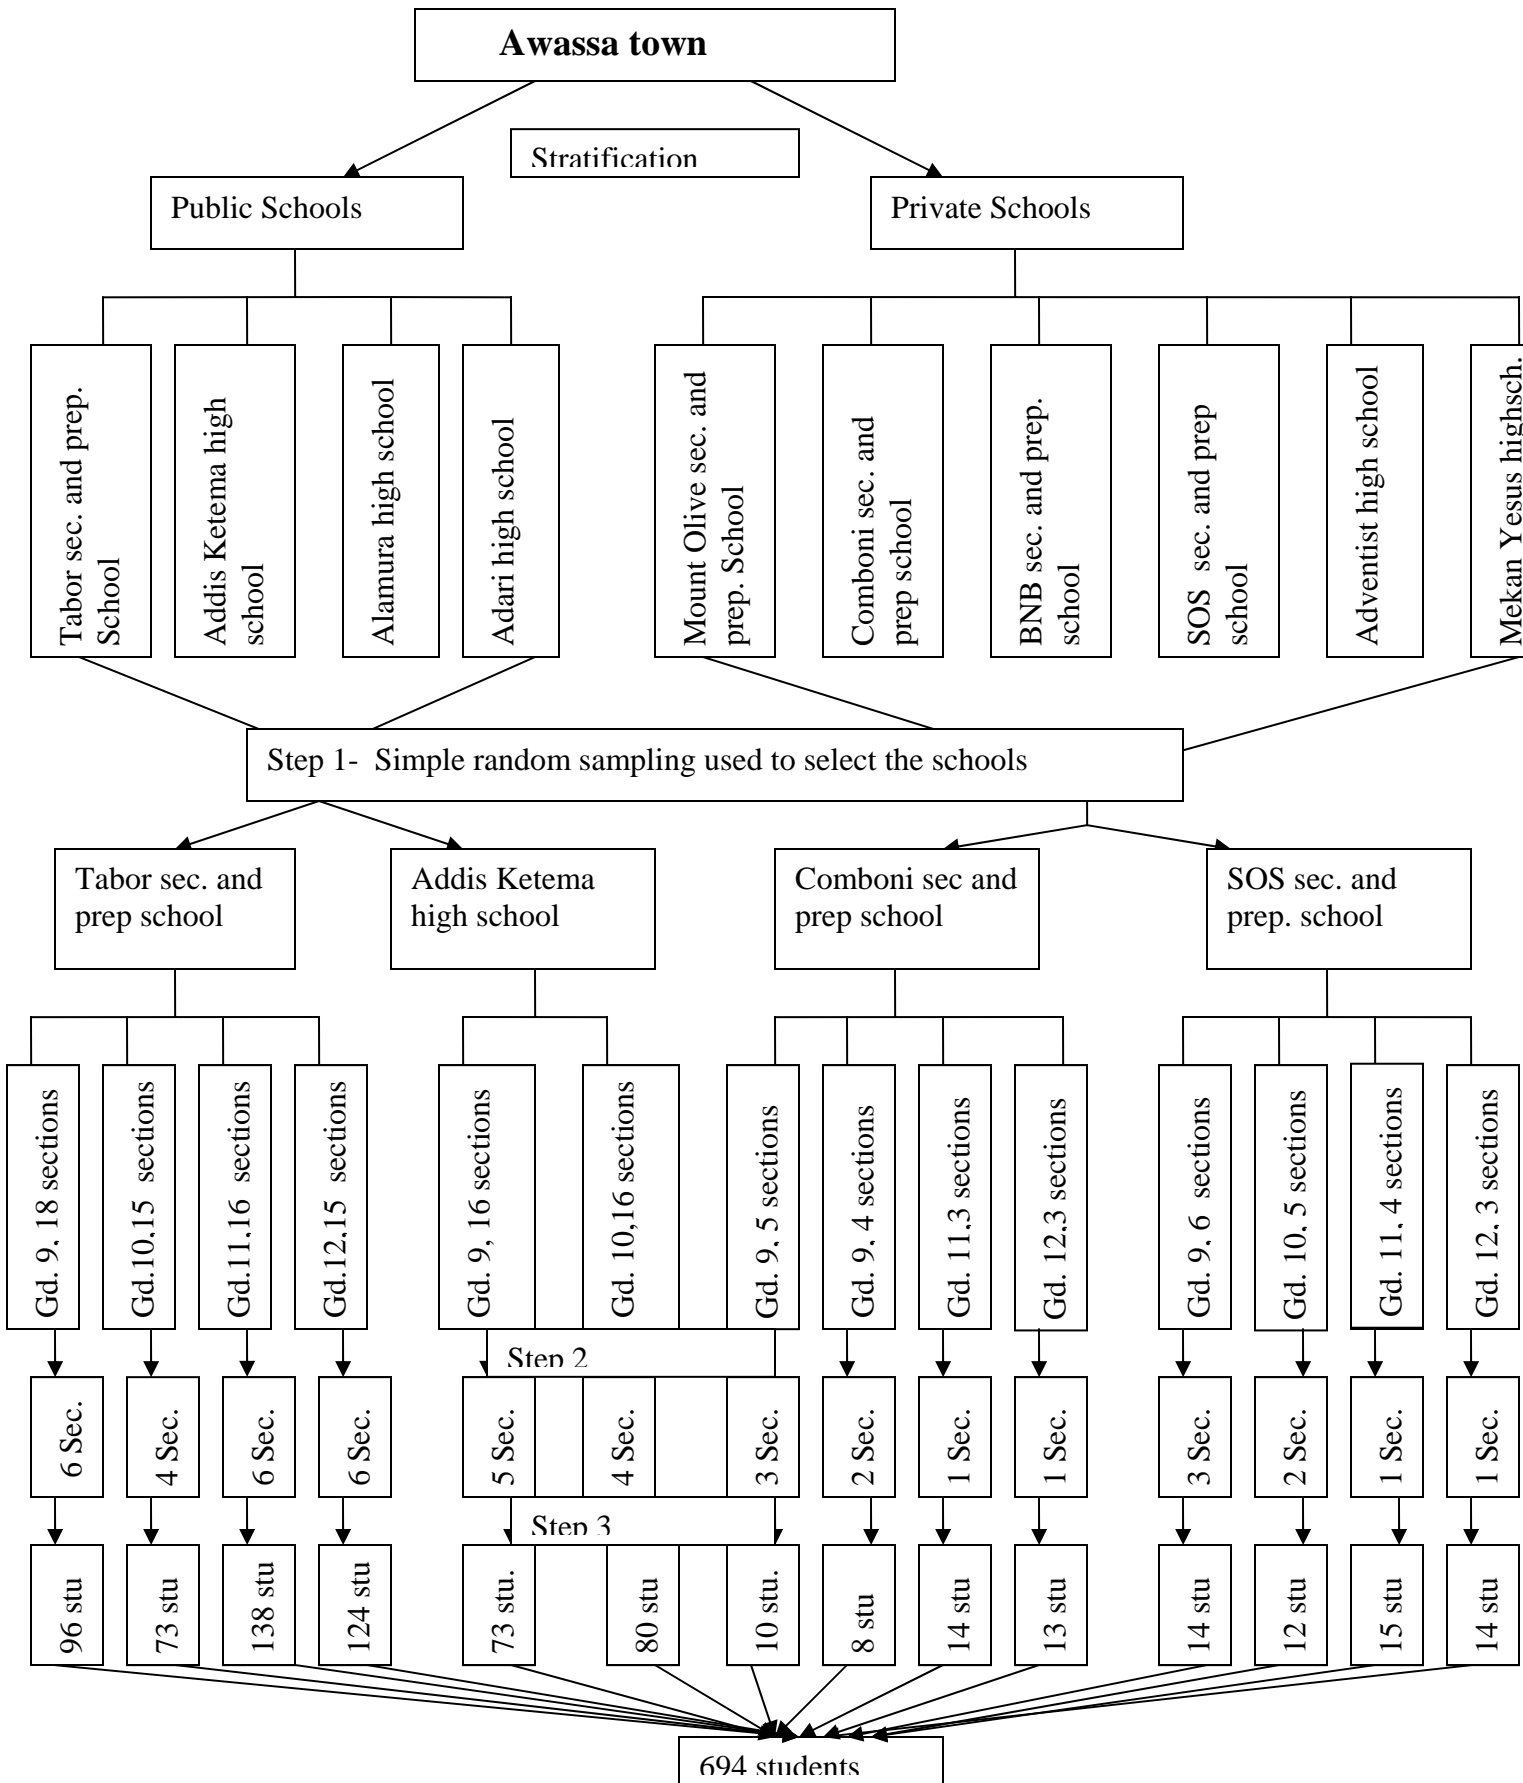 Awassa town
Stratification
Public Schools
Private Schools
Tabor sec. and prep.
School
Addis Ketema high
school
Alamura high school
Adari high school
Mount Olive sec. and
prep. School
Comboni sec. and
prep school
BNB sec. and prep.
school
SOS sec. and prep
school
Adventist high school
Mekan Yesus highsch.
Step 1- Simple random sampling used to select the schools
Tabor sec. and
prep school
Addis Ketema
high school
Comboni sec and
prep school
SOS sec. and
prep. school
Gd. 9, 18 sections
Gd.10,15 sections
Gd.11,16 sections
Gd.12,15 sections
Gd. 9, 16 sections
Gd. 10,16 sections
Gd. 9, 5 sections
Gd. 9, 4 sections
Gd. 11,3 sections
Gd. 12,3 sections
Gd. 9, 6 sections
Gd. 10, 5 sections
Gd. 11, 4 sections
Gd. 12, 3 sections
Step 2
6 Sec.
4 Sec.
6 Sec.
6 Sec.
5 Sec.
4 Sec.
3 Sec.
2 Sec.
1 Sec.
1 Sec.
3 Sec.
2 Sec.
1 Sec.
1 Sec.
Step 3
96 stu
73 stu
138 stu
124 stu
73 stu.
80 stu
10 stu.
8 stu
14 stu
13 stu
14 stu
12 stu
15 stu
14 stu
694 students